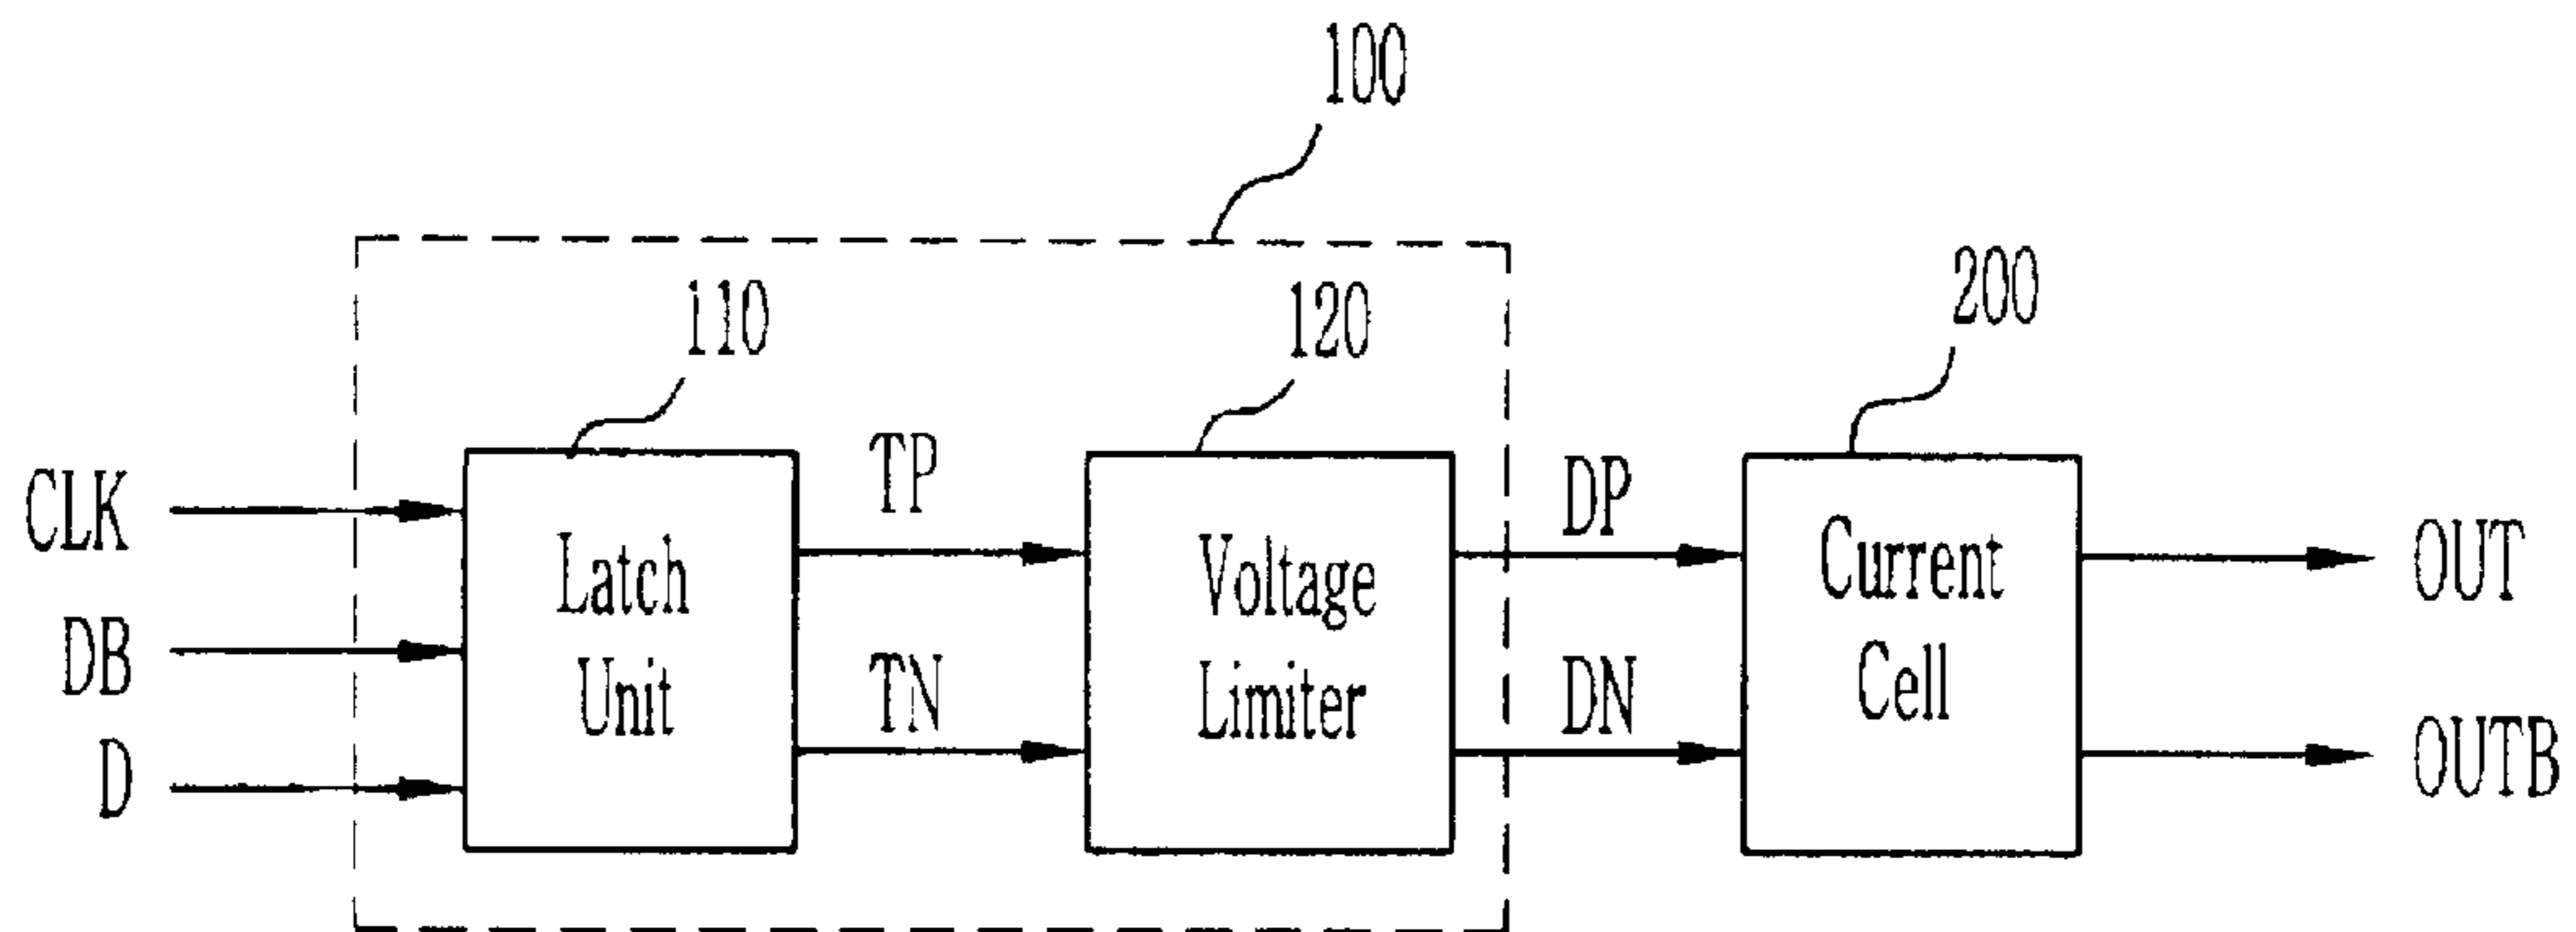 100
110
120
200
CLK
DB
D
Latch
Unit
TP
TN
Voltage
Limiter
DP
DN
Current
Cell
OUT
OUTB